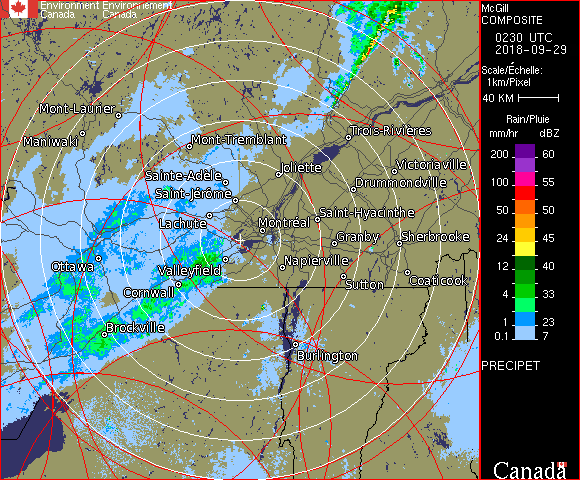 Environment Environnement
Canada Canada
McGill
COMPOSITE
0230 UTC
2018-09-29
Scale/Échelle:
1km/Pixel
40 KM
Rain/Pluie
mm/hr dBZ
200 60
100 55
50 50
24 45
12 40
4 33
1 23
0.1 7
PRECIPET
Canada
Mont-Laurier
Maniwaki
Mont-Tremblant
Trois-Rivières
Sainte-Adèle
Joliette
Victoriaville
Saint-Jérôme
Drummondville
Lachute
Montréal
Saint-Hyacinthe
Granby
Sherbrooke
Ottawa
Valleyfield
Napierville
Cornwall
Sutton
Coaticook
Brockville
Burlington